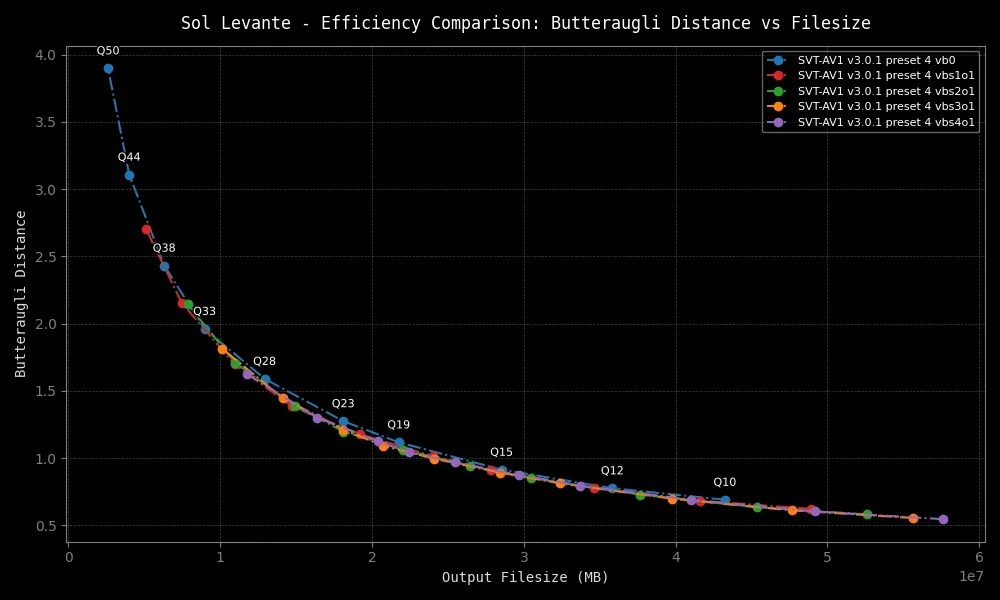 Sol Levante - Efficiency Comparison: Butteraugli Distance vs Filesize
SVT-AV1 v3.0.1 preset 4 vb0
SVT-AV1 v3.0.1 preset 4 vbs1o1
SVT-AV1 v3.0.1 preset 4 vbs2o1
SVT-AV1 v3.0.1 preset 4 vbs3o1
SVT-AV1 v3.0.1 preset 4 vbs4o1
Q50
Q44
Q38
Q33
Q28
Q23
Q19
Q15
Q12
Q10
Butteraugli Distance
4.0
3.5
3.0
2.5
2.0
1.5
1.0
0.5
0 1 2 3 4 5 6
1e7
Output Filesize (MB)